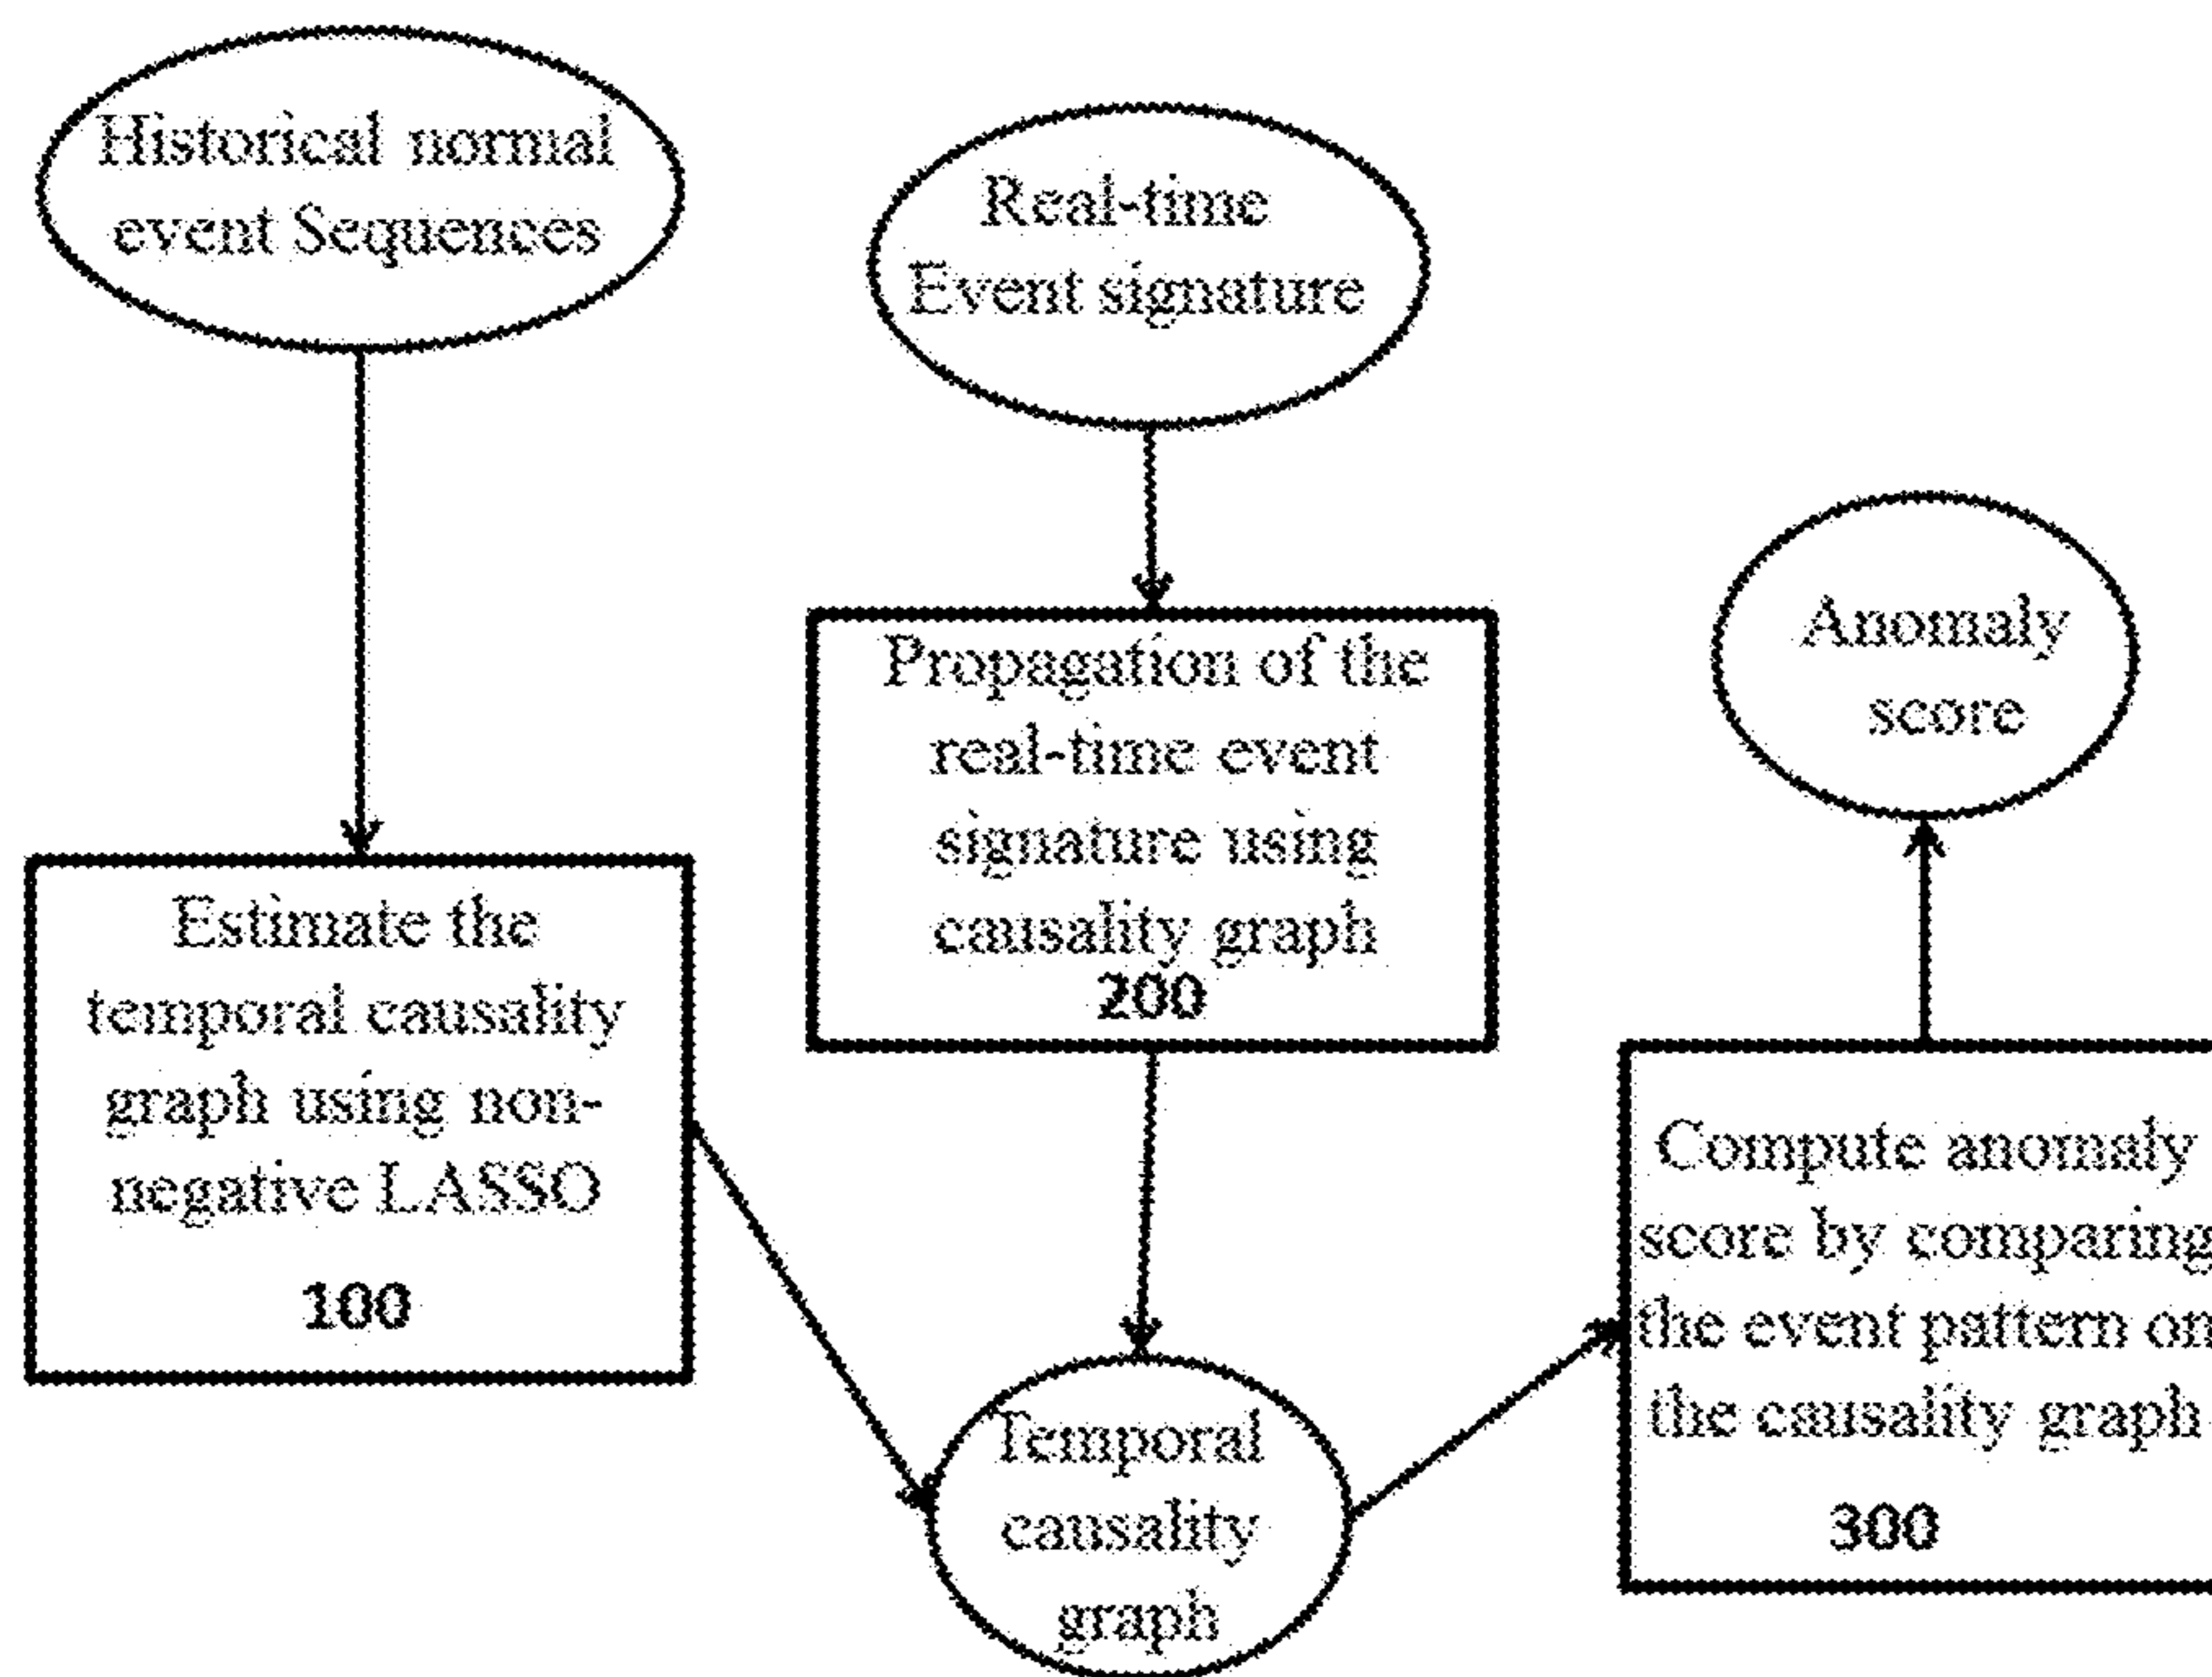 Historical normal
event Sequences
Real-time
Event signature
Propagation of the
real-time event
signature using
causality graph
200
Anomaly
score
Estimate the
temporal causality
graph using non-
negative LASSO
100
Compute anomaly
score by comparing
the event pattern on
the causality graph
300
Temporal
causality
graph